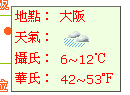 地點： 大阪
天氣：
攝氏： 6~12℃
華氏： 42~53℉